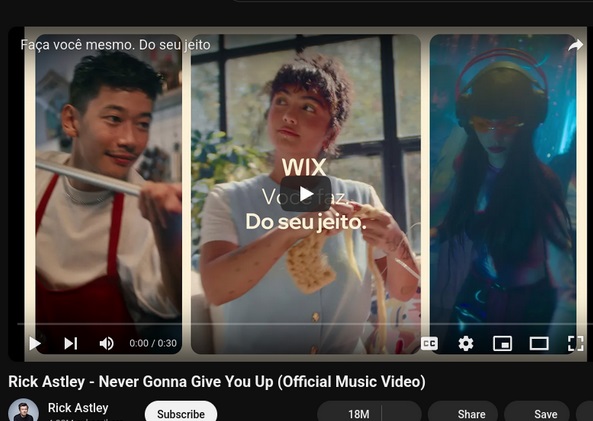 Faça você mesmo. Do seu jeito
WIX
Você faz.
Do seu jeito.
0:00 / 0:30
CC
Rick Astley - Never Gonna Give You Up (Official Music Video)
Rick Astley
Subscribe
18M
Share
Save